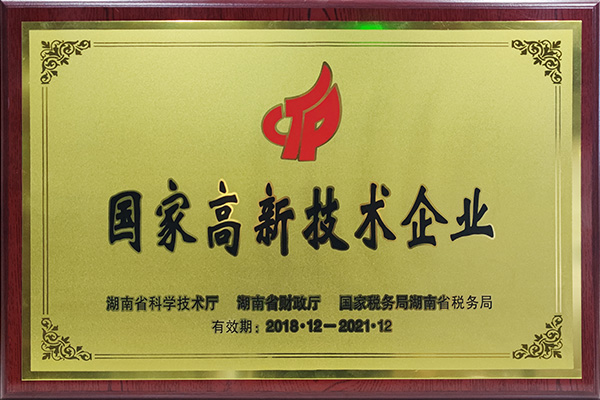 国家高新技术企业
湖南省科学技术厅 湖南省财政厅 国家税务局湖南省税务局
有效期：2018·12－2021·12